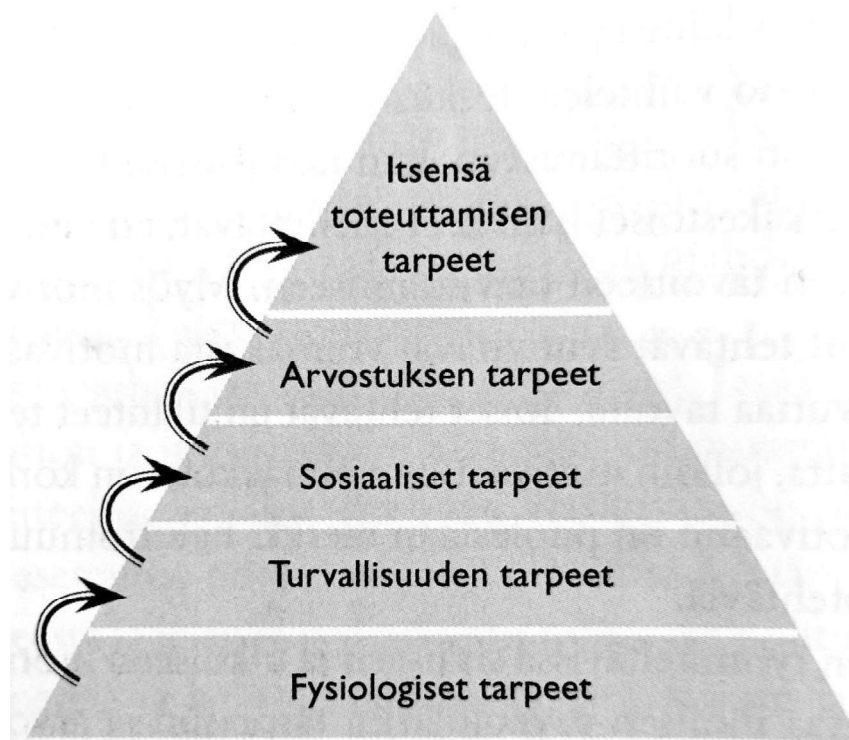 Itsensä
toteuttamisen
tarpeet
Arvostuksen tarpeet
Sosiaaliset tarpeet
Turvallisuuden tarpeet
Fysiologiset tarpeet